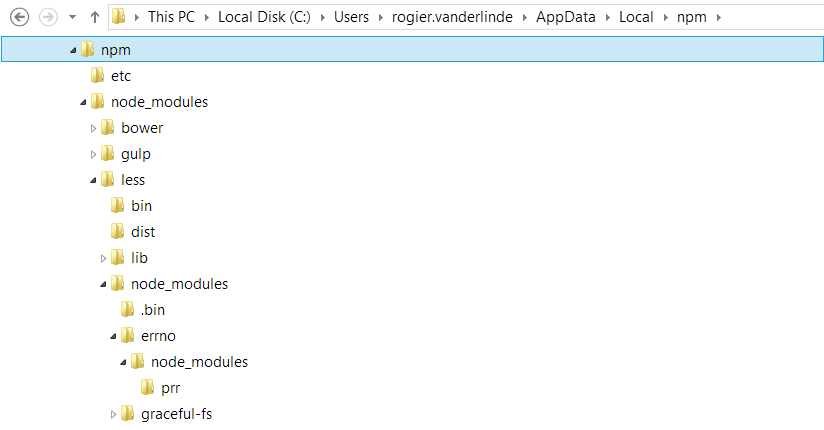 This PC Local Disk (C:) Users rogier.vanderlinde AppData Local npm
npm
etc
node_modules
bower
gulp
less
bin
dist
lib
node_modules
.bin
errno
node_modules
prr
graceful-fs